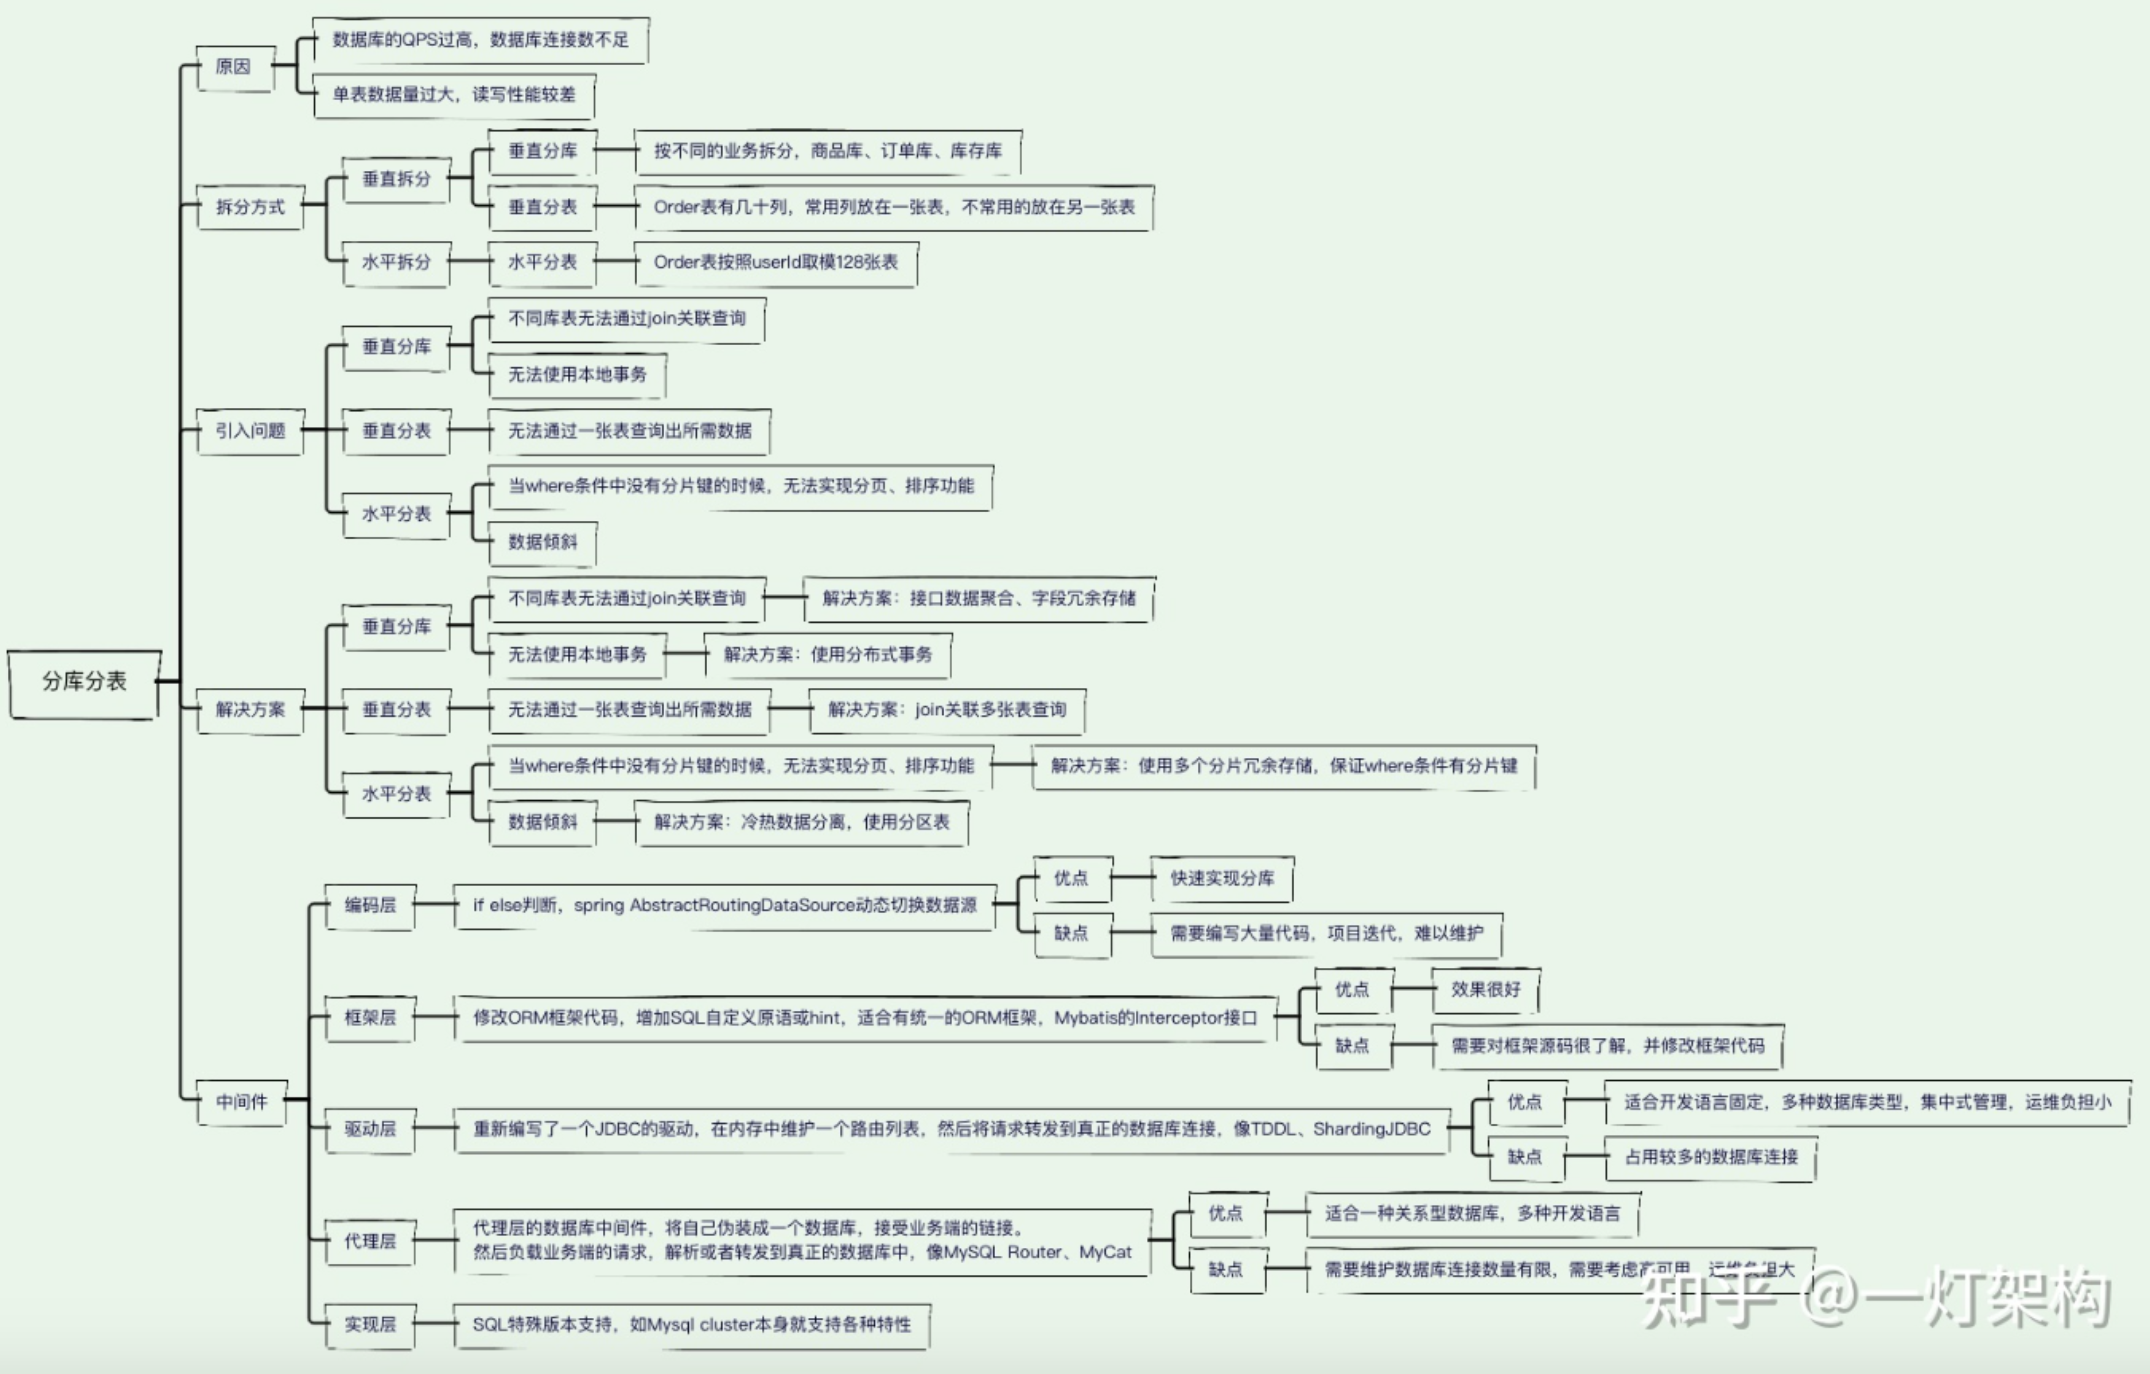 数据库的QPS过高，数据库连接数不足
原因
单表数据量过大，读写性能较差
垂直分库
按不同的业务拆分，商品库、订单库、库存库
垂直拆分
拆分方式
垂直分表
Order表有几十列，常用列放在一张表，不常用的放在另一张表
水平拆分
水平分表
Order表按照userId取模128张表
不同库表无法通过join关联查询
垂直分库
无法使用本地事务
引入问题
垂直分表
无法通过一张表查询出所需数据
当where条件中没有分片键的时候，无法实现分页、排序功能
水平分表
数据倾斜
不同库表无法通过join关联查询
解决方案：接口数据聚合、字段冗余存储
垂直分库
无法使用本地事务
解决方案：使用分布式事务
分库分表
解决方案
垂直分表
无法通过一张表查询出所需数据
解决方案：join关联多张表查询
当where条件中没有分片键的时候，无法实现分页、排序功能
解决方案：使用多个分片冗余存储，保证where条件有分片键
水平分表
数据倾斜
解决方案：冷热数据分离，使用分区表
优点
快速实现分库
编码层
if else判断，spring AbstractRoutingDataSource动态切换数据源
缺点
需要编写大量代码，项目迭代，难以维护
优点
效果很好
框架层
修改ORM框架代码，增加SQL自定义原语或hint，适合有统一的ORM框架，Mybatis的Interceptor接口
缺点
需要对框架源码很了解，并修改框架代码
中间件
优点
适合开发语言固定，多种数据库类型，集中式管理，运维负担小
驱动层
重新编写了一个JDBC的驱动，在内存中维护一个路由列表，然后将请求转发到真正的数据库连接，像TDDL、ShardingJDBC
缺点
占用较多的数据库连接
优点
适合一种关系型数据库，多种开发语言
代理层
代理层的数据库中间件，将自己伪装成一个数据库，接受业务端的链接。
然后负载业务端的请求，解析或者转发到真正的数据库中，像MySQL Router、MyCat
缺点
需要维护数据库连接数量有限，需要考虑高可用，运维负担大
实现层
SQL特殊版本支持，如Mysql cluster本身就支持各种特性
知乎 @一灯架构